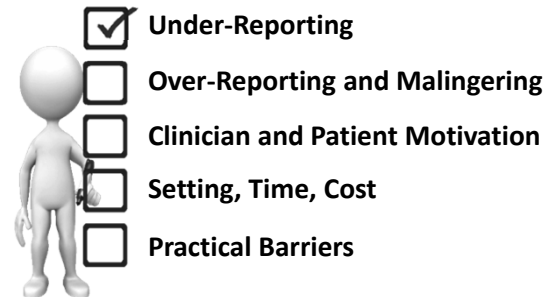 Under-Reporting
Over-Reporting and Malingering
Clinician and Patient Motivation
Setting, Time, Cost
Practical Barriers